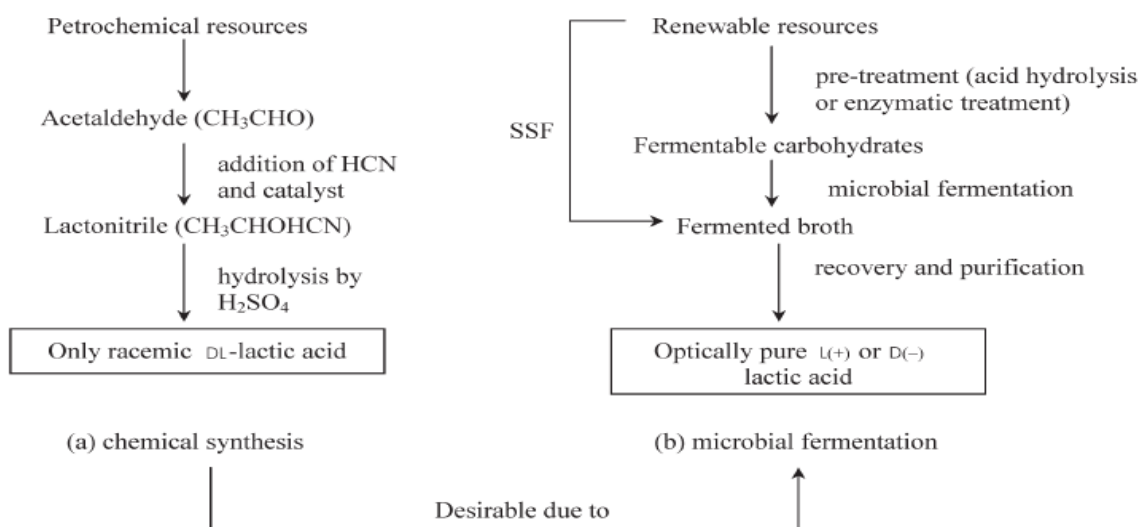 Petrochemical resources
Acetaldehyde (CH₃CHO)
addition of HCN
and catalyst
Lactonitrile (CH₃CHOHCN)
hydrolysis by
H₂SO₄
Only racemic DL-lactic acid
(a) chemical synthesis
Renewable resources
pre-treatment (acid hydrolysis
or enzymatic treatment)
SSF
Fermentable carbohydrates
microbial fermentation
Fermented broth
recovery and purification
Optically pure L(+) or D(−)
lactic acid
(b) microbial fermentation
Desirable due to